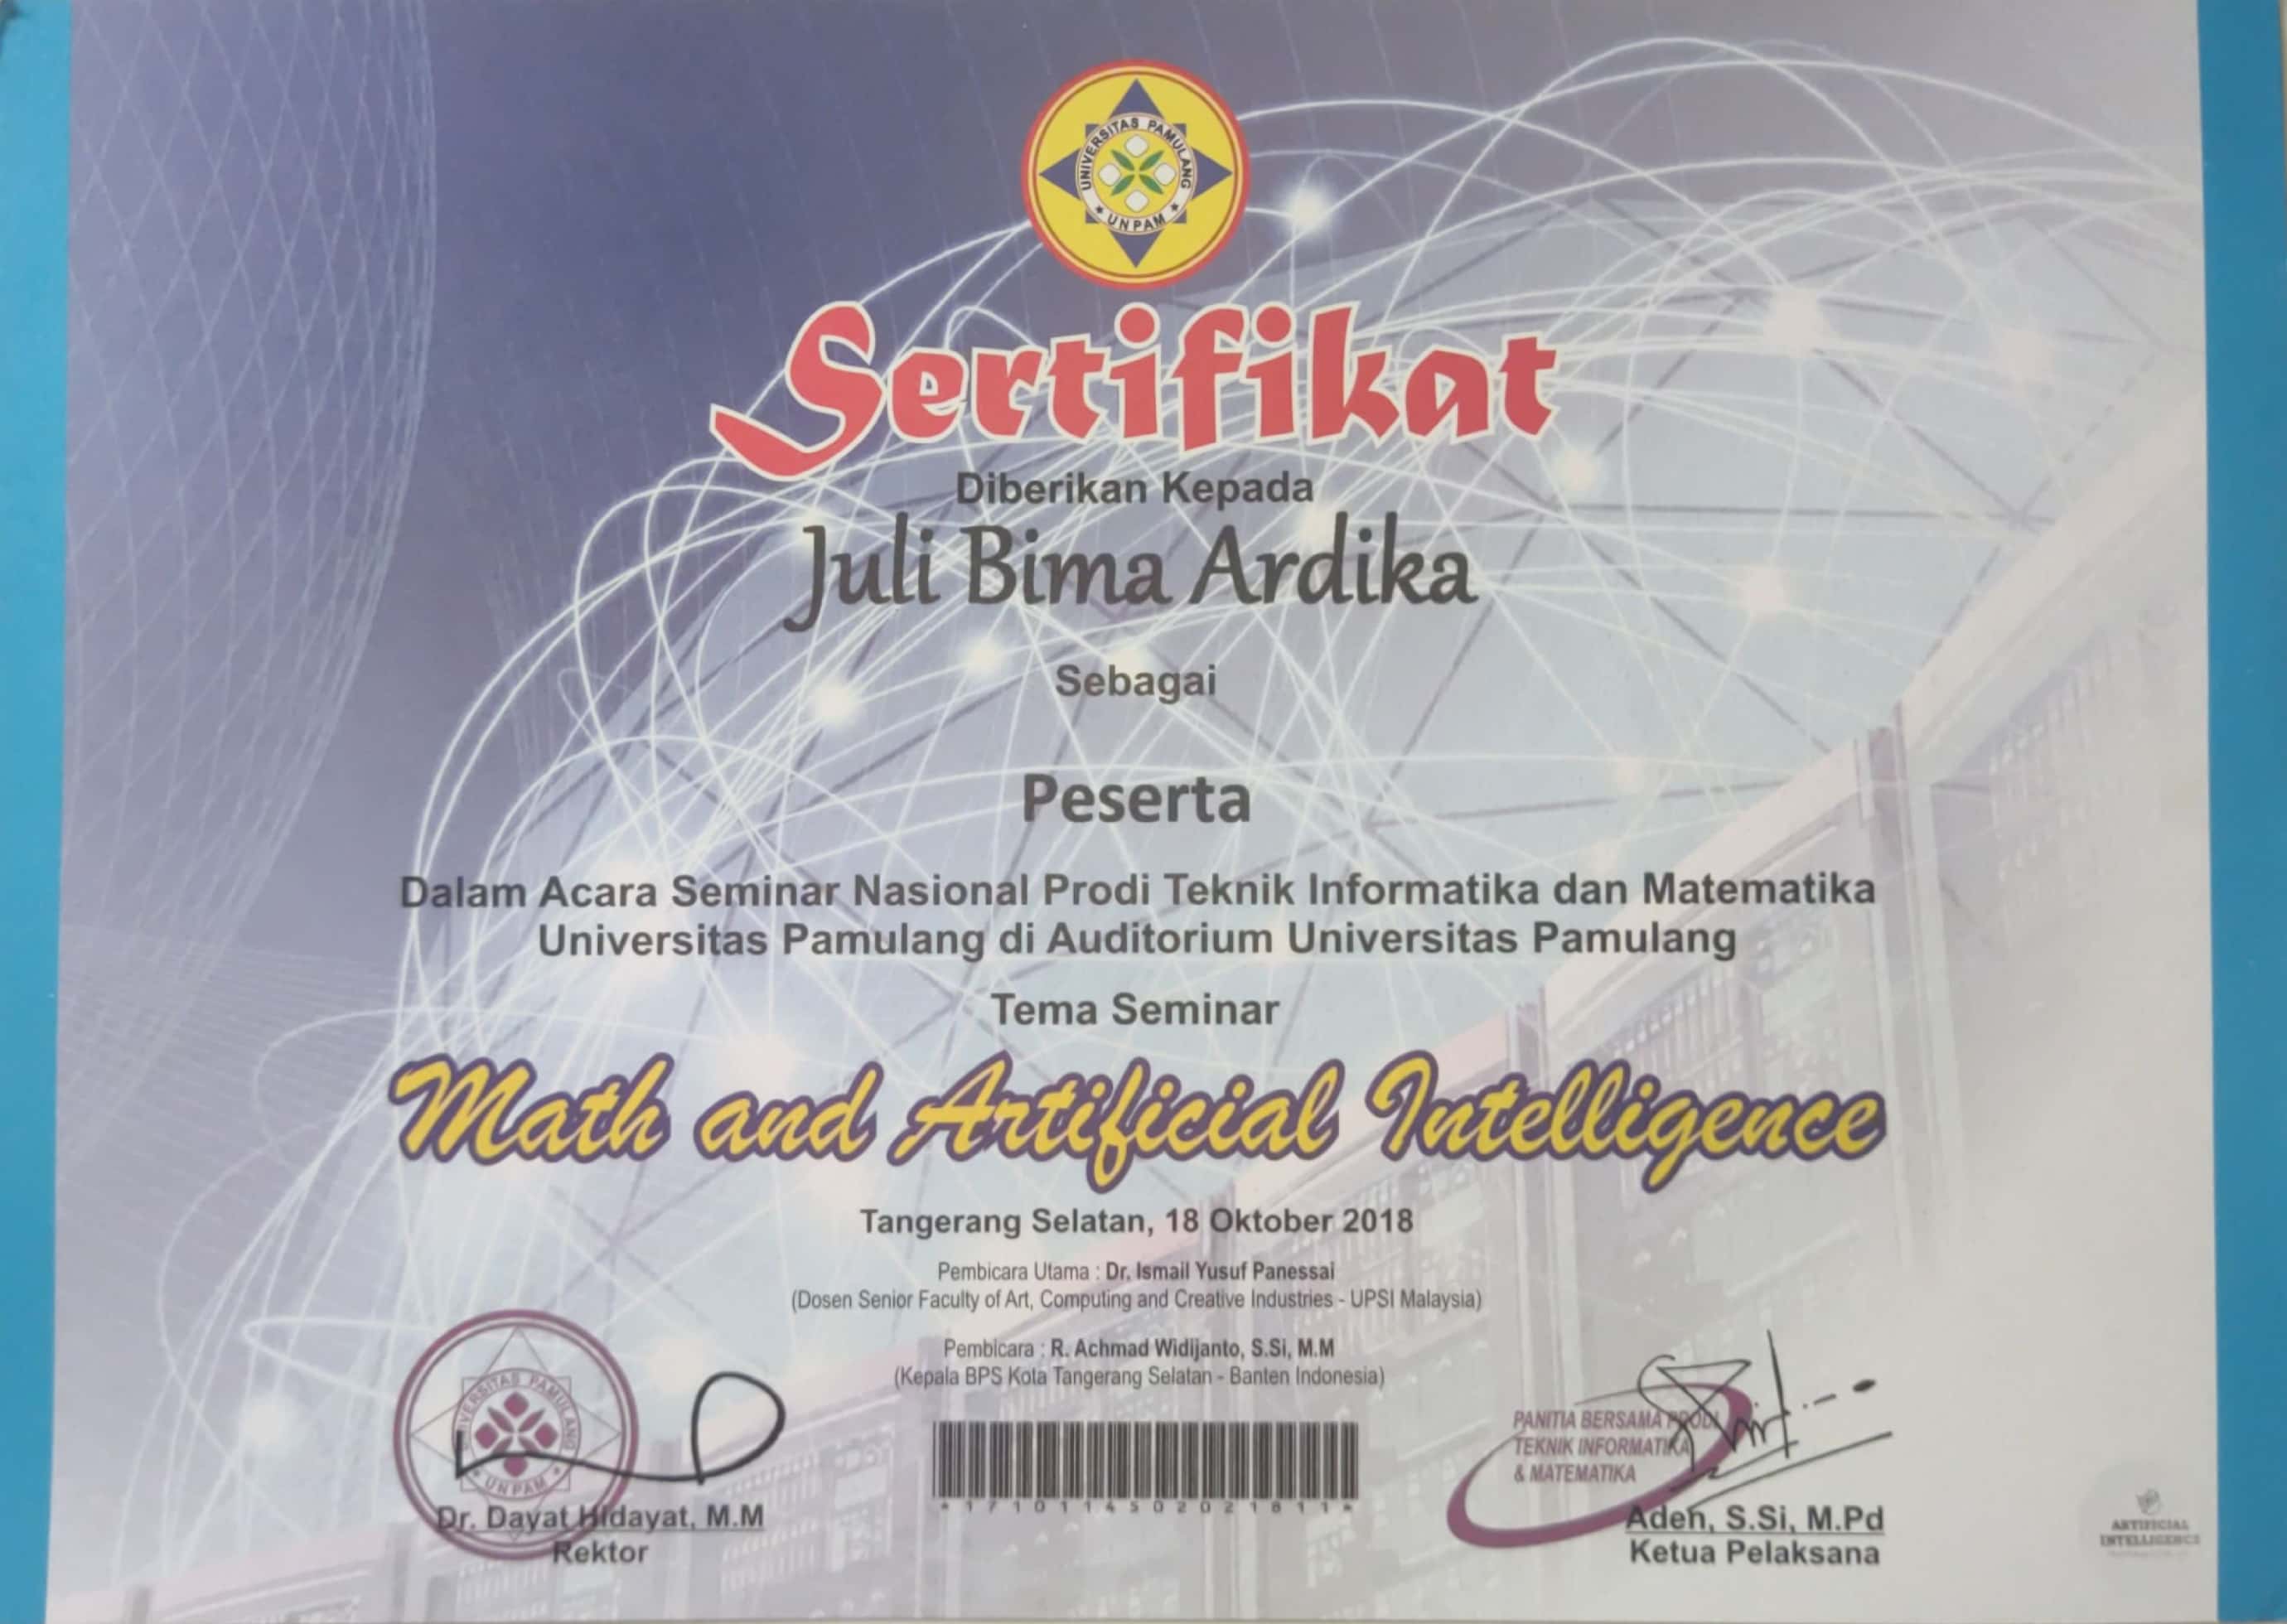 UNIVERSITAS PAMULANG
UNPAM
Sertifikat
Diberikan Kepada
Juli Bima Ardika
Sebagai
Peserta
Dalam Acara Seminar Nasional Prodi Teknik Informatika dan Matematika
Universitas Pamulang di Auditorium Universitas Pamulang
Tema Seminar
Math and Artificial Intelligence
Tangerang Selatan, 18 Oktober 2018
Pembicara Utama : Dr. Ismail Yusuf Panessai
(Dosen Senior Faculty of Art, Computing and Creative Industries - UPSI Malaysia)
Pembicara : R. Achmad Widijanto, S.Si, M.M
(Kepala BPS Kota Tangerang Selatan - Banten Indonesia)
*1710114502021811*
UNIVERSITAS PAMULANG
UNPAM
Dr. Dayat Hidayat, M.M
Rektor
PANITIA BERSAMA PRODI
TEKNIK INFORMATIKA
& MATEMATIKA
Aden, S.Si, M.Pd
Ketua Pelaksana
ARTIFICIAL
INTELLIGENCE